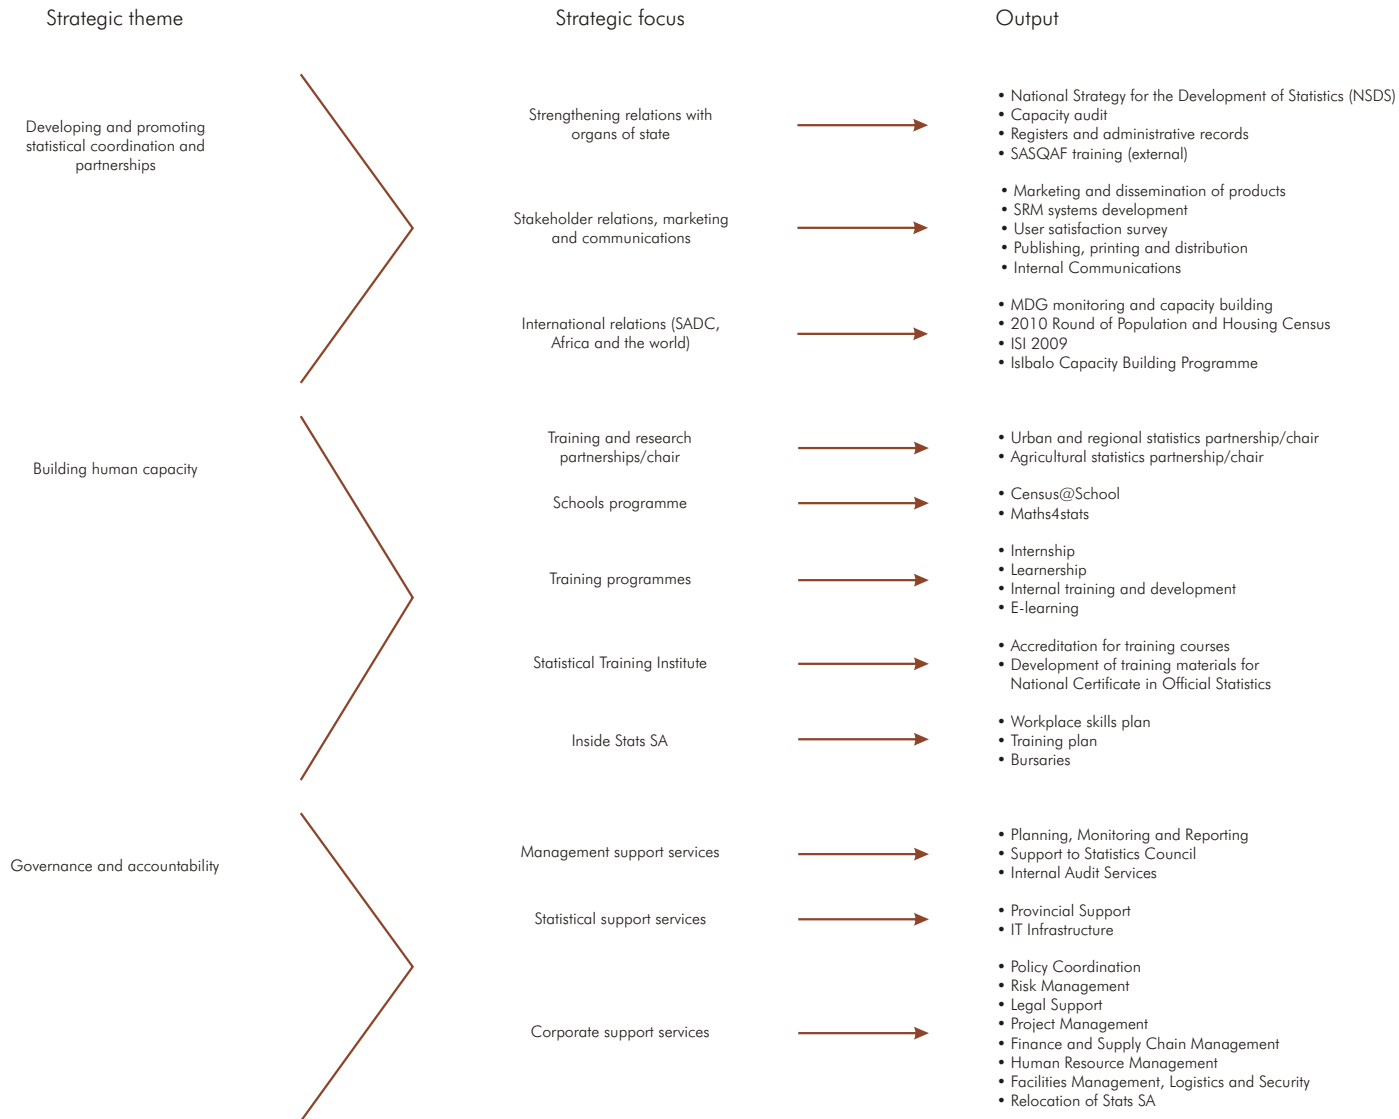 Strategic theme
Strategic focus
Output
Developing and promoting
statistical coordination and
partnerships
Strengthening relations with
organs of state
• National Strategy for the Development of Statistics (NSDS)
• Capacity audit
• Registers and administrative records
• SASQAF training (external)
Stakeholder relations, marketing
and communications
• Marketing and dissemination of products
• SRM systems development
• User satisfaction survey
• Publishing, printing and distribution
• Internal Communications
International relations (SADC,
Africa and the world)
• MDG monitoring and capacity building
• 2010 Round of Population and Housing Census
• ISI 2009
• IsIbalo Capacity Building Programme
Building human capacity
Training and research
partnerships/chair
• Urban and regional statistics partnership/chair
• Agricultural statistics partnership/chair
Schools programme
• Census@School
• Maths4stats
Training programmes
• Internship
• Learnership
• Internal training and development
• E-learning
Statistical Training Institute
• Accreditation for training courses
• Development of training materials for
National Certificate in Official Statistics
Inside Stats SA
• Workplace skills plan
• Training plan
• Bursaries
Governance and accountability
Management support services
• Planning, Monitoring and Reporting
• Support to Statistics Council
• Internal Audit Services
Statistical support services
• Provincial Support
• IT Infrastructure
Corporate support services
• Policy Coordination
• Risk Management
• Legal Support
• Project Management
• Finance and Supply Chain Management
• Human Resource Management
• Facilities Management, Logistics and Security
• Relocation of Stats SA